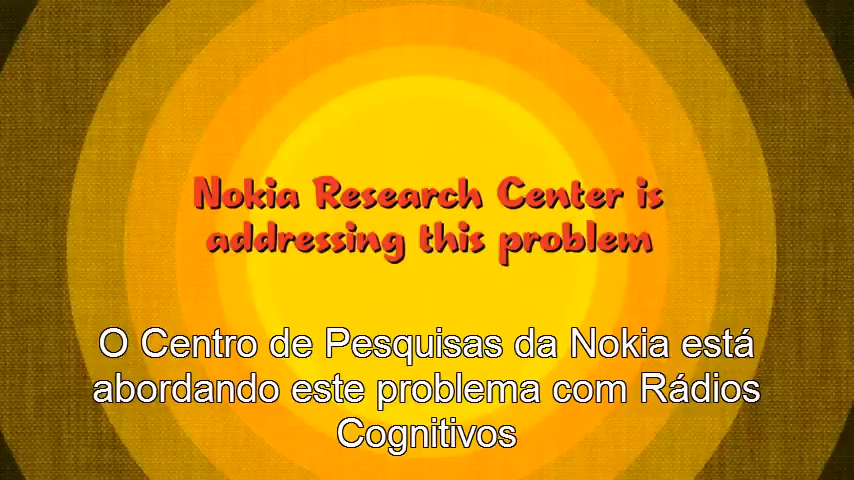 Nokia Research Center is
addressing this problem
O Centro de Pesquisas da Nokia está
abordando este problema com Rádios
Cognitivos